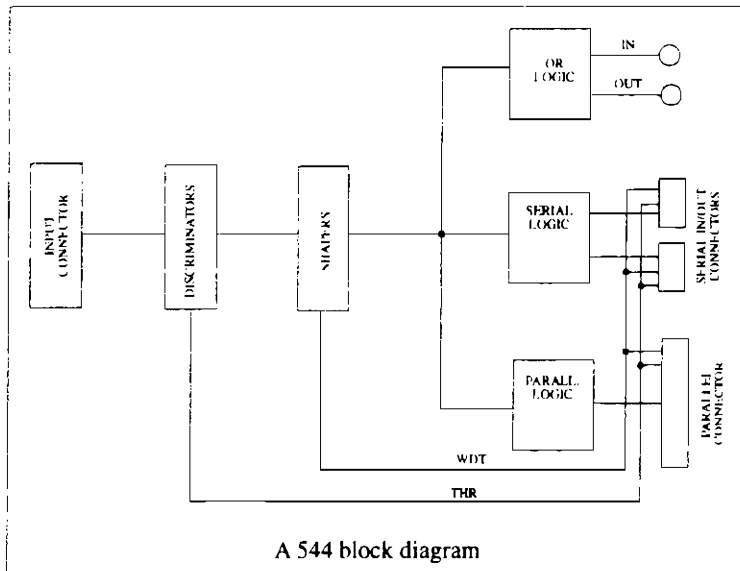 OR
LOGIC
IN
OUT
INPUT
CONNECTOR
DISCRIMINATORS
SHAPERS
SERIAL
LOGIC
SERIAL IN/OUT
CONNECTORS
PARALL.
LOGIC
PARALLEL
CONNECTOR
WDT
THR
A 544 block diagram